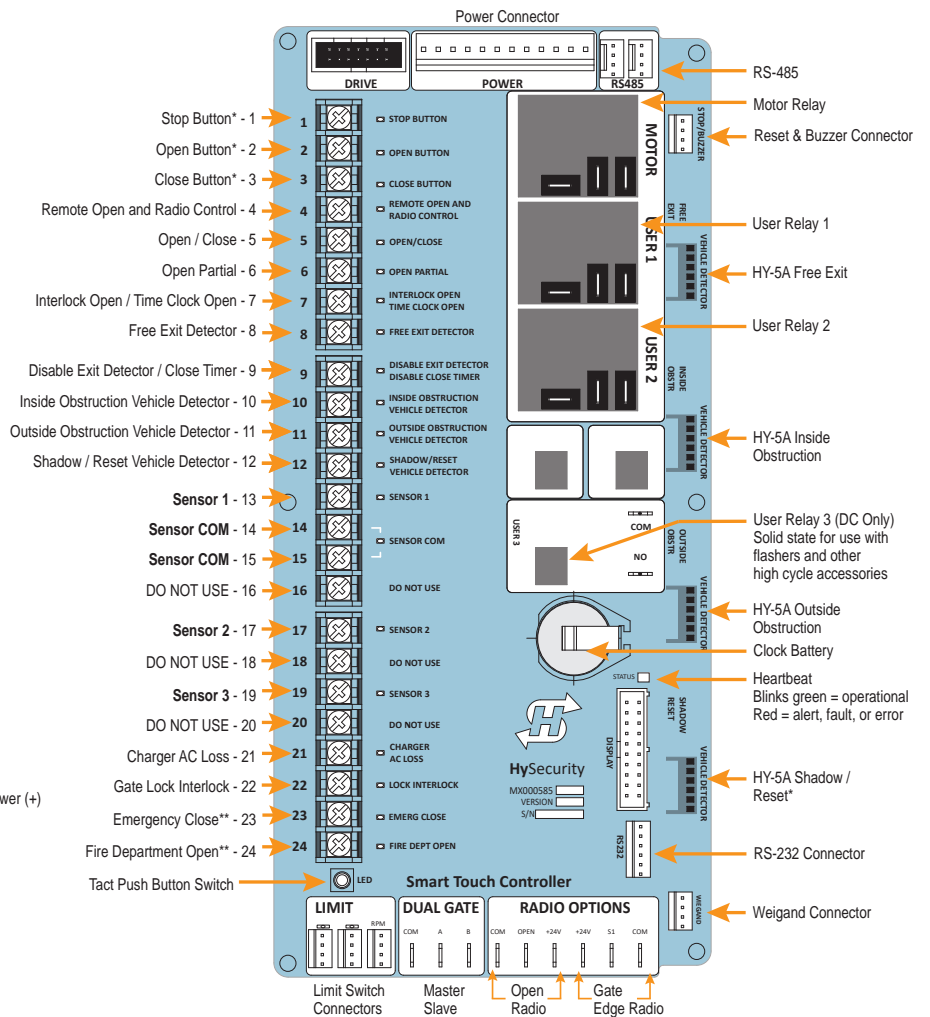 Power Connector
DRIVE
POWER
RS485
RS-485
Motor Relay
Reset & Buzzer Connector
User Relay 1
HY-5A Free Exit
User Relay 2
HY-5A Inside
Obstruction
User Relay 3 (DC Only)
Solid state for use with
flashers and other
high cycle accessories
HY-5A Outside
Obstruction
Clock Battery
Heartbeat
Blinks green = operational
Red = alert, fault, or error
HY-5A Shadow /
Reset*
RS-232 Connector
Weigand Connector
Stop Button* - 1
Open Button* - 2
Close Button* - 3
Remote Open and Radio Control - 4
Open / Close - 5
Open Partial - 6
Interlock Open / Time Clock Open - 7
Free Exit Detector - 8
Disable Exit Detector / Close Timer - 9
Inside Obstruction Vehicle Detector - 10
Outside Obstruction Vehicle Detector - 11
Shadow / Reset Vehicle Detector - 12
Sensor 1 - 13
Sensor COM - 14
Sensor COM - 15
DO NOT USE - 16
Sensor 2 - 17
DO NOT USE - 18
Sensor 3 - 19
DO NOT USE - 20
Charger AC Loss - 21
Gate Lock Interlock - 22
wer (+)
Emergency Close** - 23
Fire Department Open** - 24
Tact Push Button Switch
1
2
3
4
5
6
7
8
9
10
11
12
13
14
15
16
17
18
19
20
21
22
23
24
STOP BUTTON
OPEN BUTTON
CLOSE BUTTON
REMOTE OPEN AND
RADIO CONTROL
OPEN/CLOSE
OPEN PARTIAL
INTERLOCK OPEN
TIME CLOCK OPEN
FREE EXIT DETECTOR
DISABLE EXIT DETECTOR
DISABLE CLOSE TIMER
INSIDE OBSTRUCTION
VEHICLE DETECTOR
OUTSIDE OBSTRUCTION
VEHICLE DETECTOR
SHADOW/RESET
VEHICLE DETECTOR
SENSOR 1
SENSOR COM
DO NOT USE
SENSOR 2
DO NOT USE
SENSOR 3
DO NOT USE
CHARGER
AC LOSS
LOCK INTERLOCK
EMERG CLOSE
FIRE DEPT OPEN
LED
MOTOR
USER 1
USER 2
USER 3
COM
NO
STOP/BUZZER
FREE
EXIT
VEHICLE DETECTOR
INSIDE
OBSTR
VEHICLE DETECTOR
OUTSIDE
OBSTR
VEHICLE DETECTOR
STATUS
SHADOW
RESET
VEHICLE DETECTOR
DISPLAY
RS232
WIEGAND
H
HySecurity
MX000585
VERSION
S/N
Smart Touch Controller
LIMIT
RPM
DUAL GATE
COM A B
RADIO OPTIONS
COM OPEN +24V +24V S1 COM
Limit Switch
Connectors
Master
Slave
Open
Radio
Gate
Edge Radio